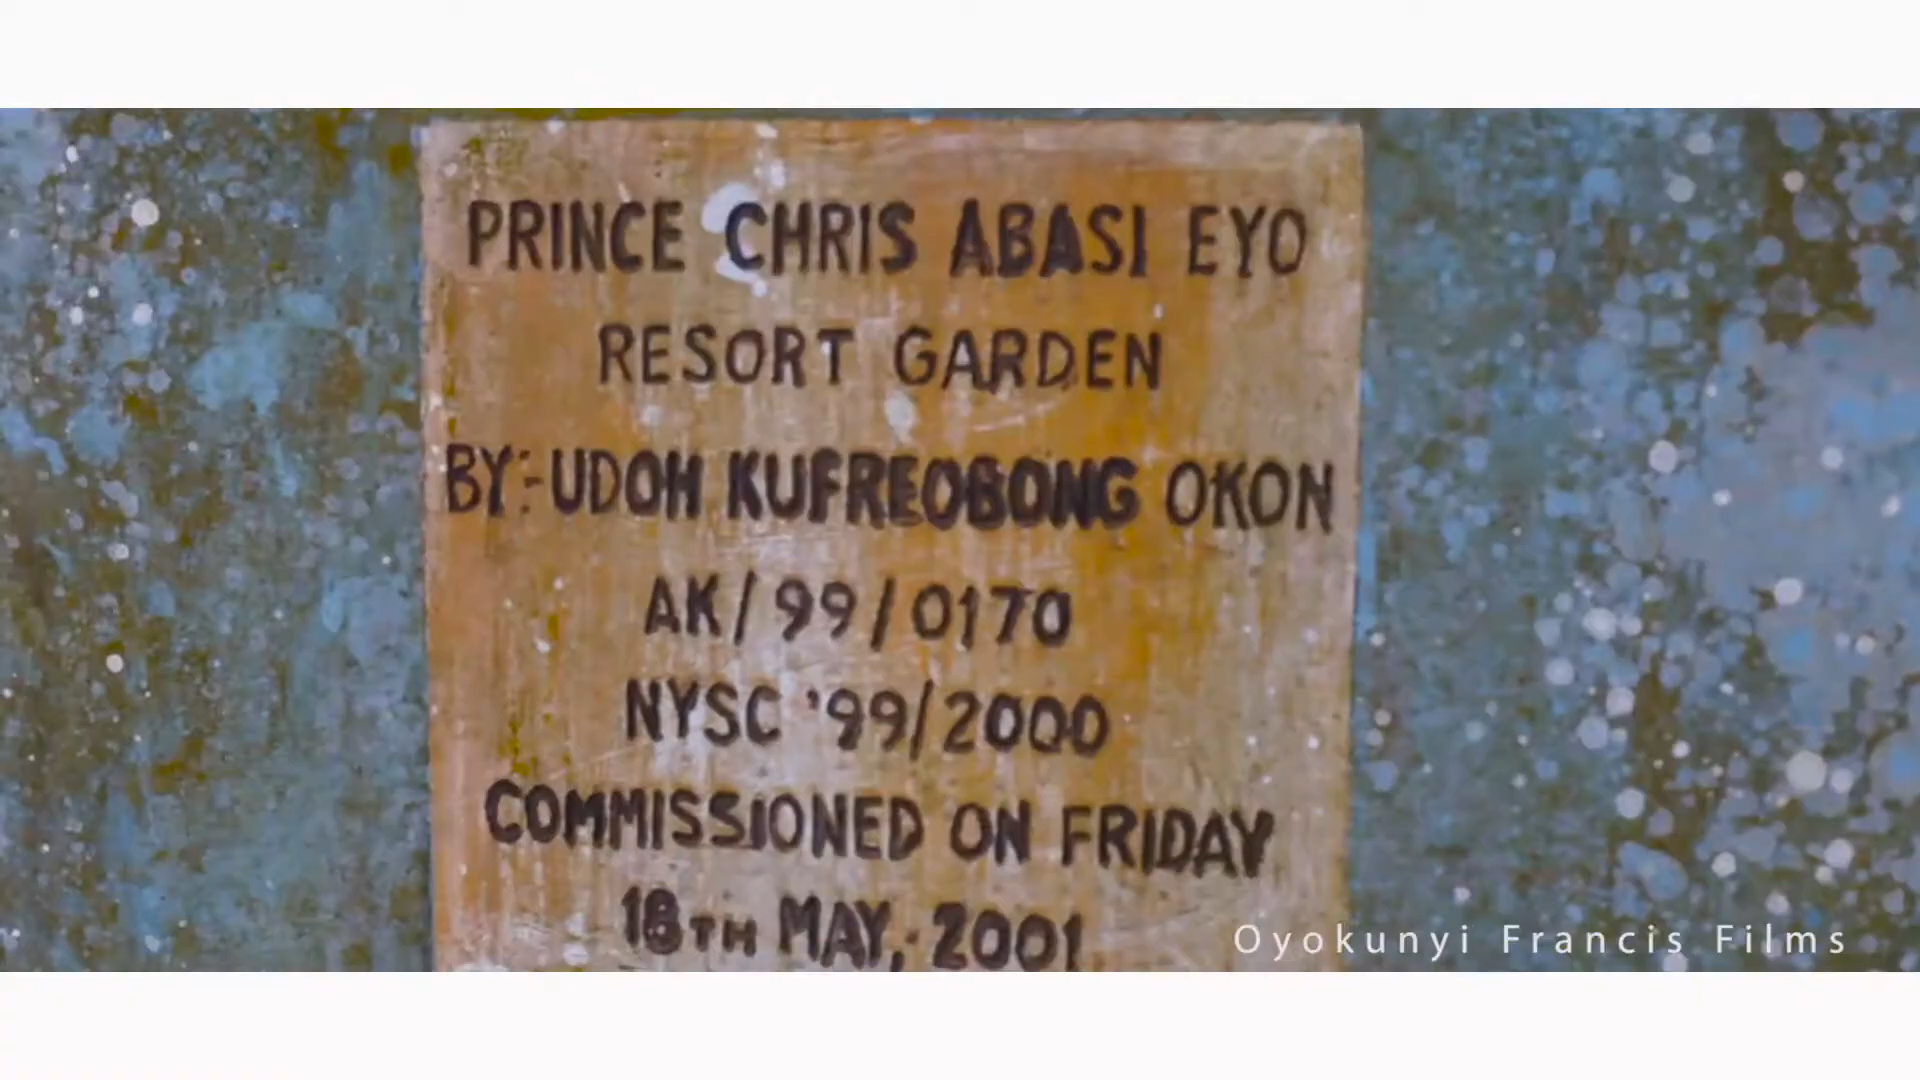 PRINCE CHRIS ABASI EYO
RESORT GARDEN
BY:-UDOH KUFREOBONG OKON
AK/99/0170
NYSC '99/2000
COMMISSIONED ON FRIDAY
18TH MAY, 2001
Oyokunyi Francis Films